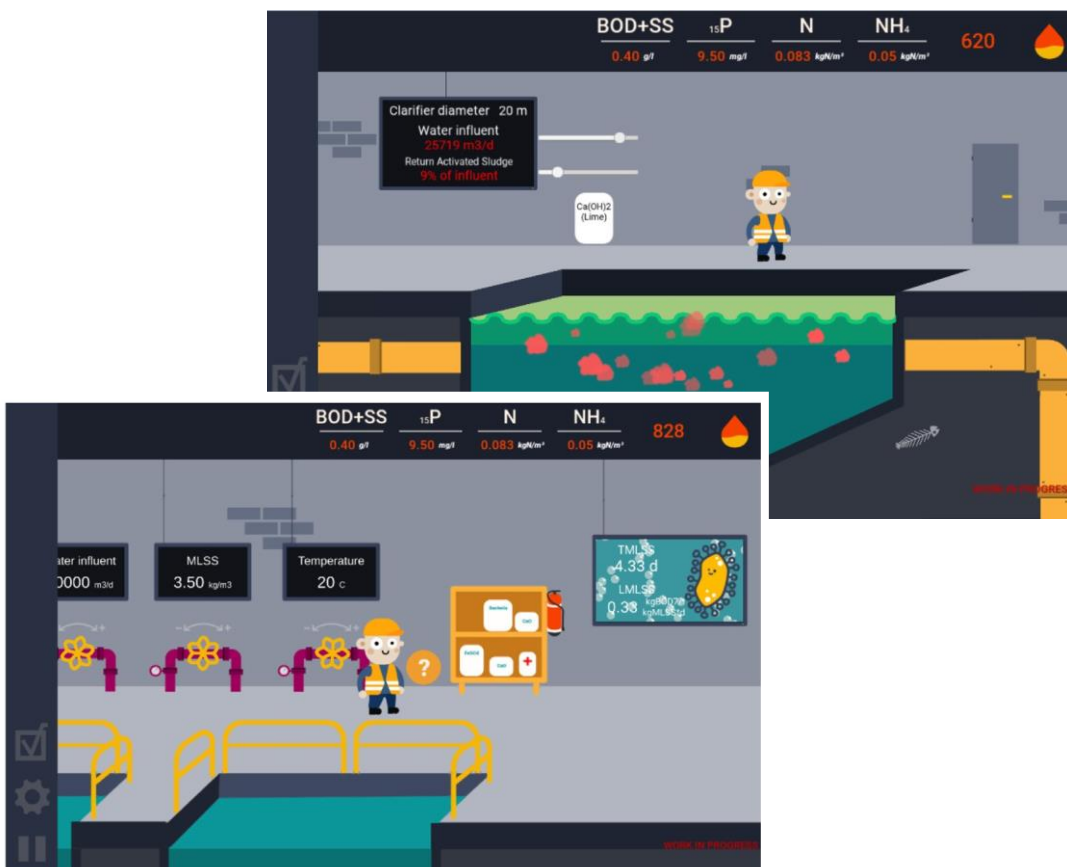 BOD+SS 15P N NH4
0.40 g/l 9.50 mg/l 0.083 kgN/m³ 0.05 kgN/m³ 620
Clarifier diameter 20 m
Water influent
25719 m3/d
Return Activated Sludge
9% of influent
Ca(OH)2
(Lime)
BOD+SS 15P N NH4
0.40 g/l 9.50 mg/l 0.083 kgN/m³ 0.05 kgN/m³ 828
ater influent MLSS Temperature
0000 m3/d 3.50 kg/m3 20 C
TMLSS
4.33 d
LMLSS
0.33
WORK IN PROGRESS